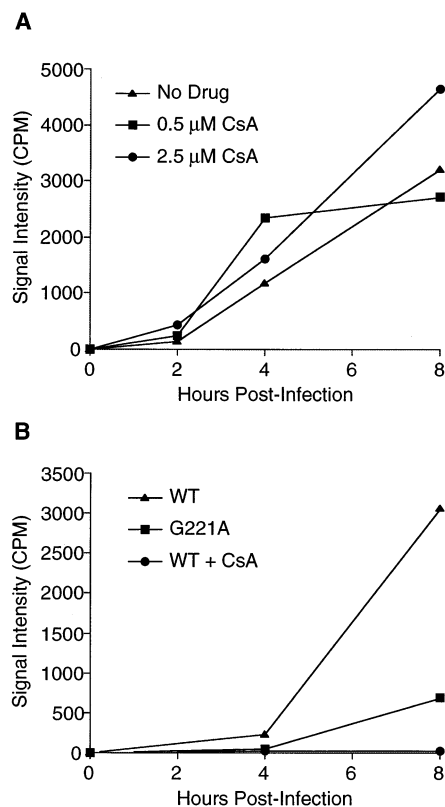 A
5000
4000
3000
2000
1000
0
Signal Intensity (CPM)
No Drug
0.5 μM CsA
2.5 μM CsA
0 2 4 6 8
Hours Post-Infection
B
3500
3000
2500
2000
1500
1000
500
0
Signal Intensity (CPM)
WT
G221A
WT + CsA
0 2 4 6 8
Hours Post-Infection